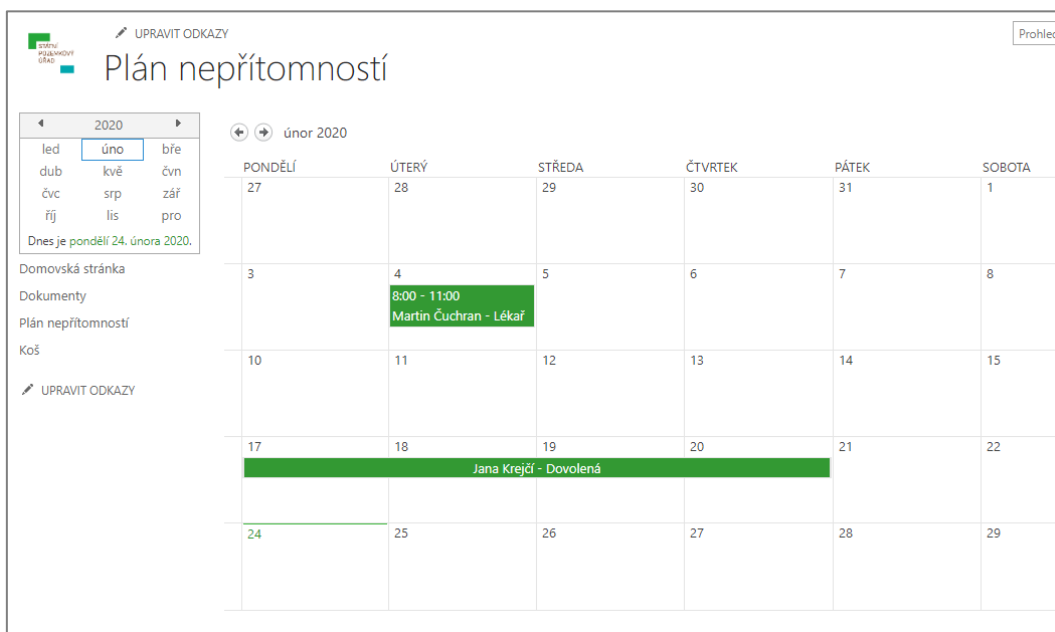 STÁTNÍ
POZEMKOVÝ
ÚŘAD
UPRAVIT ODKAZY
Prohled
Plán nepřítomností
2020
led úno bře
dub kvě čvn
čvc srp zář
říj lis pro
Dnes je pondělí 24. února 2020.
Domovská stránka
Dokumenty
Plán nepřítomností
Koš
UPRAVIT ODKAZY
únor 2020
PONDĚLÍ ÚTERÝ STŘEDA ČTVRTEK PÁTEK SOBOTA
27 28 29 30 31 1
3 4 5 6 7 8
8:00 - 11:00
Martin Čuchran - Lékař
10 11 12 13 14 15
17 18 19 20 21 22
Jana Krejčí - Dovolená
24 25 26 27 28 29